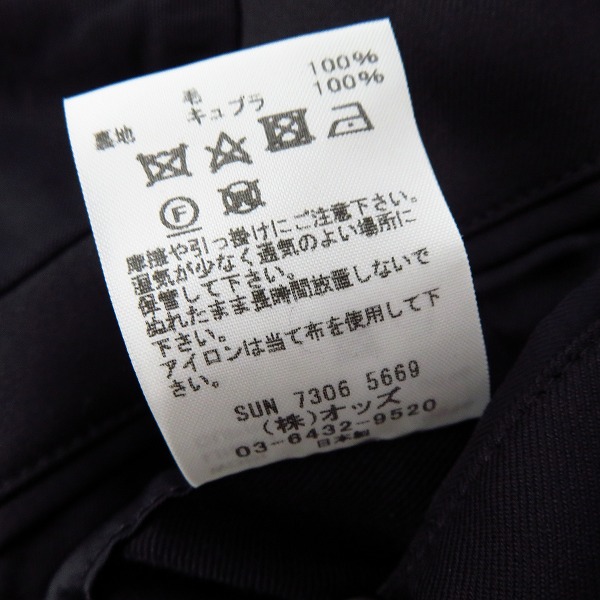 毛 100%
裏地 キュプラ 100%
F
摩擦や引っ掛けにご注意下さい。
湿気が少なく通気のよい場所に
保管して下さい。
ぬれたまま長時間放置しないで
下さい。
アイロンは当て布を使用して下
さい。
SUN 7306 5669
(株)オッズ
03-6432-9520
日本製